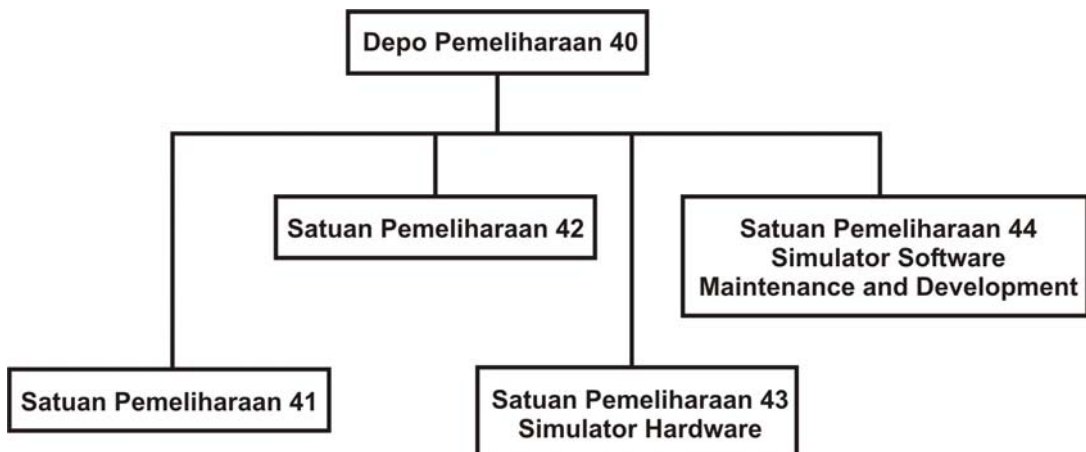 Depo Pemeliharaan 40
Satuan Pemeliharaan 42
Satuan Pemeliharaan 44
Simulator Software
Maintenance and Development
Satuan Pemeliharaan 41
Satuan Pemeliharaan 43
Simulator Hardware